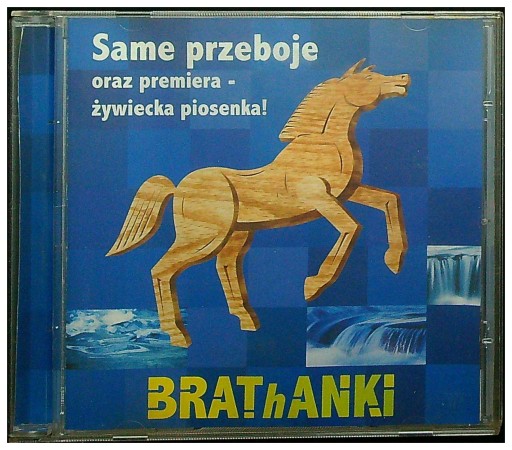 Same przeboje
oraz premiera -
żywiecka piosenka!
BRAThANKI